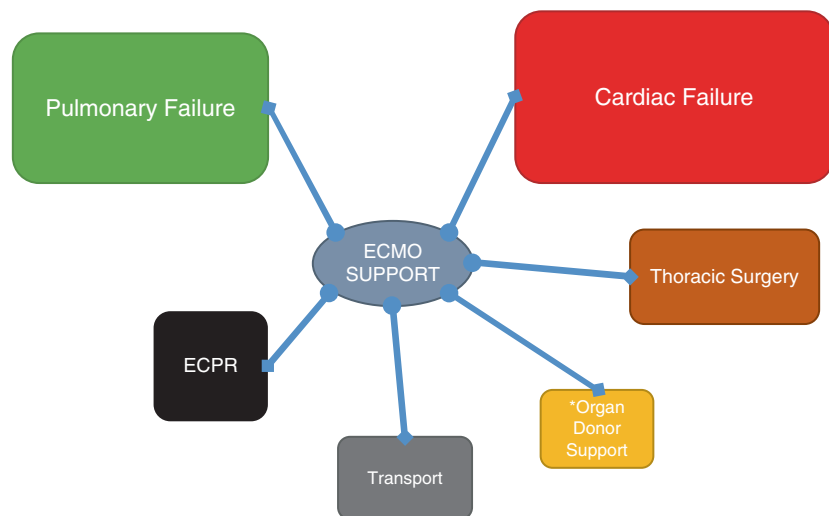 Pulmonary Failure
Cardiac Failure
ECMO
SUPPORT
Thoracic Surgery
ECPR
*Organ
Donor
Support
Transport